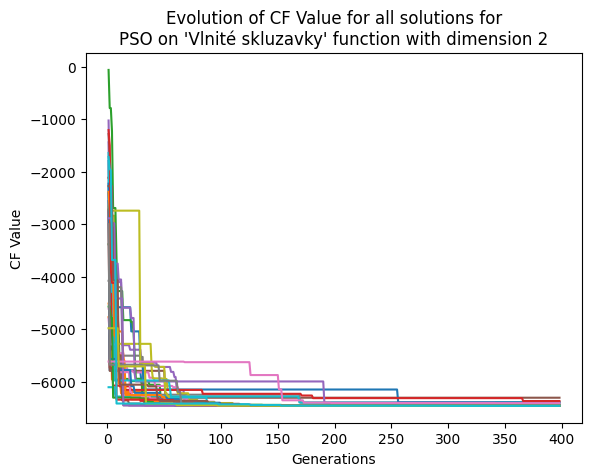 Evolution of CF Value for all solutions for
PSO on 'Vlnité skluzavky' function with dimension 2
0
−1000
−2000
−3000
−4000
−5000
−6000
CF Value
0 50 100 150 200 250 300 350 400
Generations